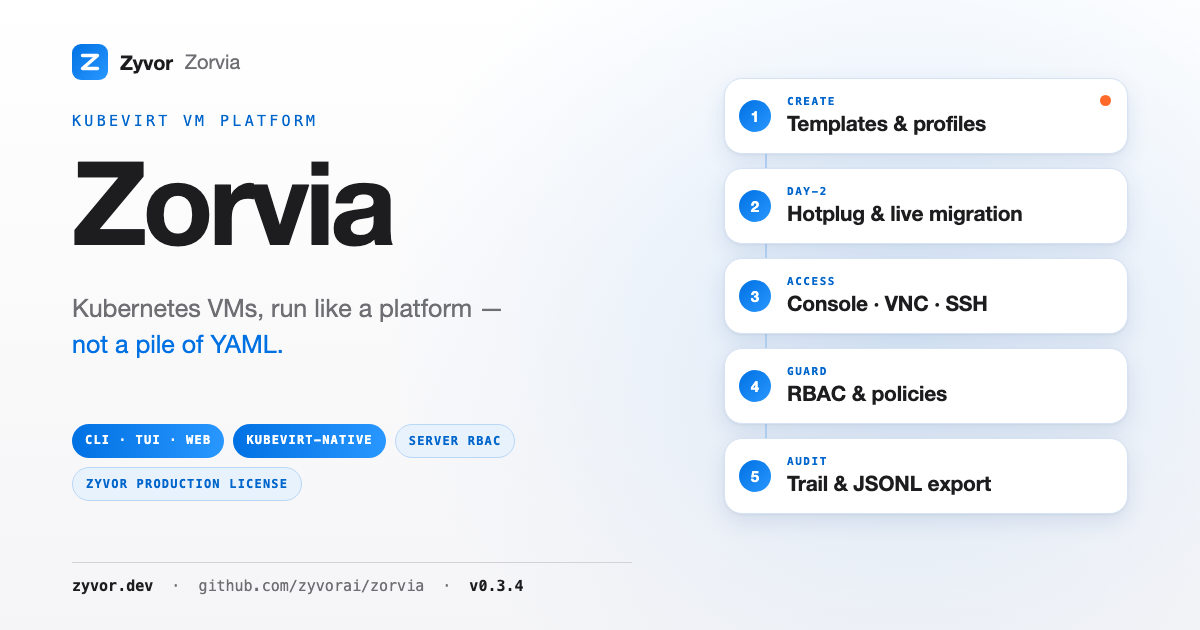 Z
Zyvor Zorvia
KUBEVIRT VM PLATFORM
Zorvia
Kubernetes VMs, run like a platform —
not a pile of YAML.
CLI · TUI · WEB
KUBEVIRT-NATIVE
SERVER RBAC
ZYVOR PRODUCTION LICENSE
zyvor.dev · github.com/zyvorai/zorvia · v0.3.4
1
CREATE
Templates & profiles
2
DAY-2
Hotplug & live migration
3
ACCESS
Console · VNC · SSH
4
GUARD
RBAC & policies
5
AUDIT
Trail & JSONL export